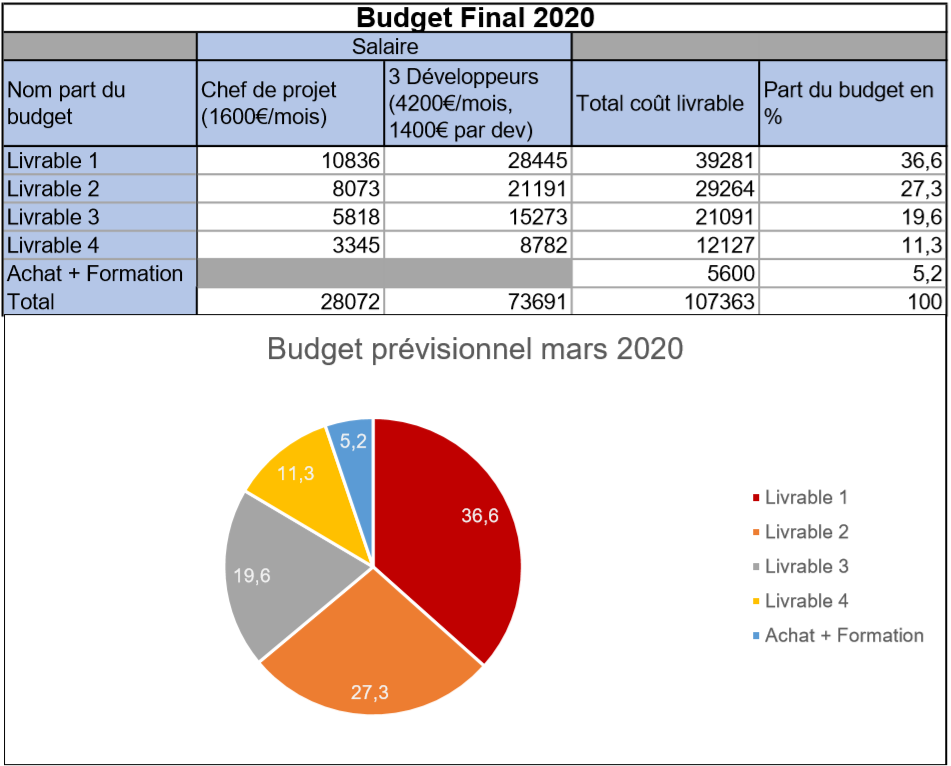 Budget Final 2020
Salaire
Nom part du budget
Chef de projet (1600€/mois)
3 Développeurs (4200€/mois, 1400€ par dev)
Total coût livrable
Part du budget en %
Livrable 1 10836 28445 39281 36,6
Livrable 2 8073 21191 29264 27,3
Livrable 3 5818 15273 21091 19,6
Livrable 4 3345 8782 12127 11,3
Achat + Formation 5600 5,2
Total 28072 73691 107363 100
Budget prévisionnel mars 2020
5,2
11,3
36,6
19,6
27,3
Livrable 1
Livrable 2
Livrable 3
Livrable 4
Achat + Formation